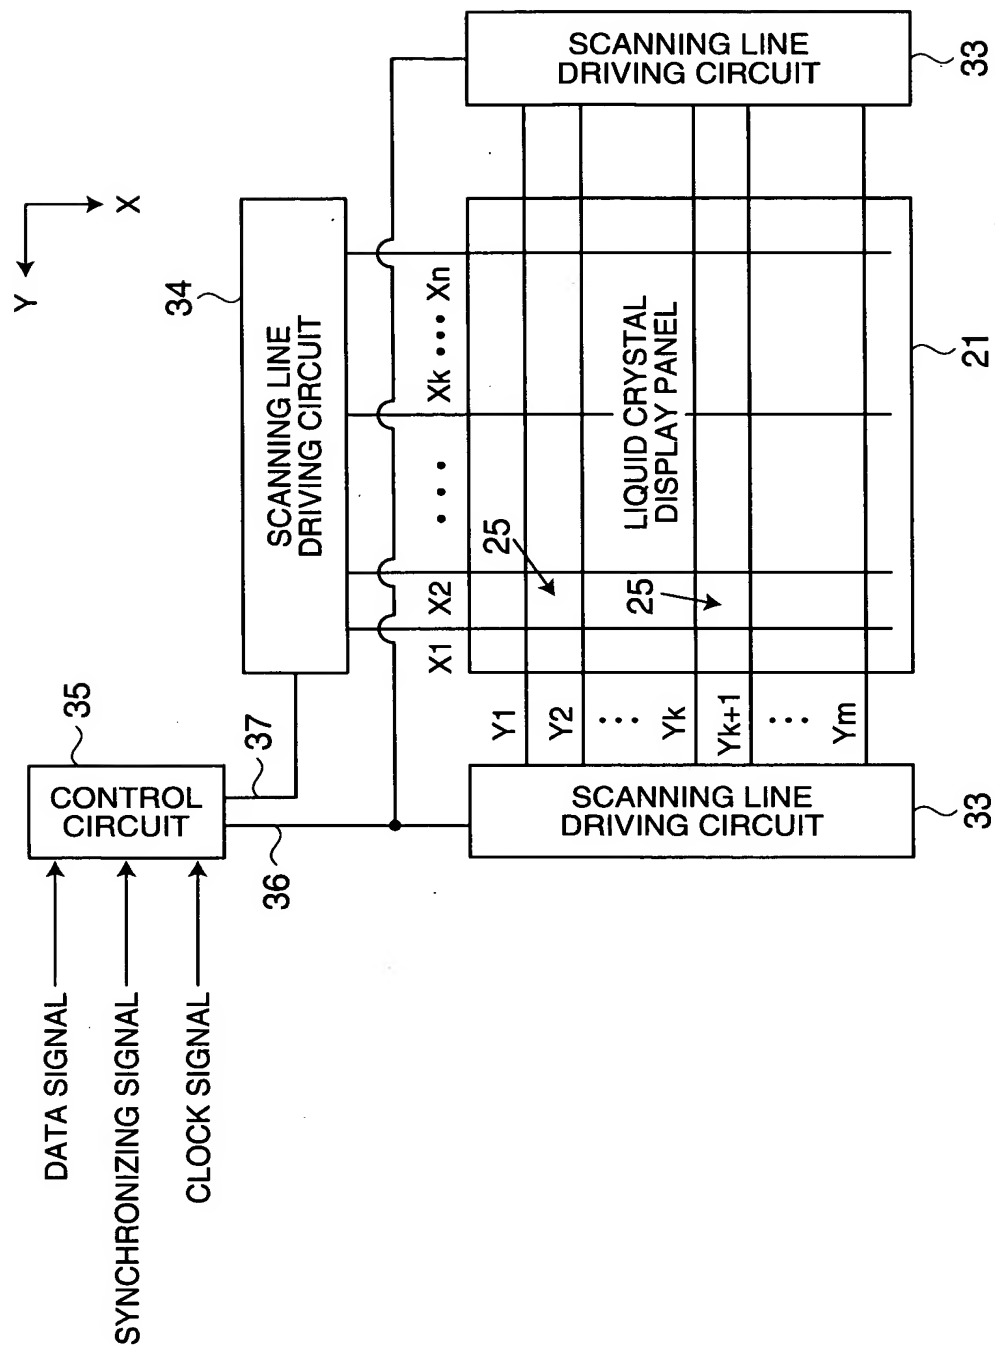 SCANNING LINE
DRIVING CIRCUIT
33
Y
X
34
SCANNING LINE
DRIVING CIRCUIT
X1
X2
• • •
Xk
• • • •
Xn
LIQUID CRYSTAL
DISPLAY PANEL
21
25
25
35
CONTROL
CIRCUIT
37
36
Y1
Y2
• • •
Yk
Yk+1
• • •
Ym
SCANNING LINE
DRIVING CIRCUIT
33
DATA SIGNAL
SYNCHRONIZING SIGNAL
CLOCK SIGNAL